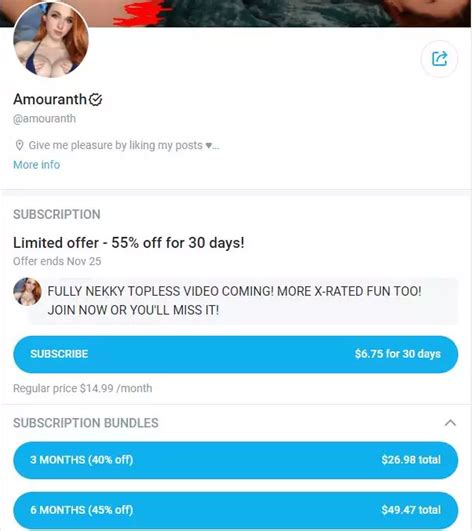 Amouranth
@amouranth
Give me pleasure by liking my posts ♥...
More info
SUBSCRIPTION
Limited offer - 55% off for 30 days!
Offer ends Nov 25
FULLY NEKKY TOPLESS VIDEO COMING! MORE X-RATED FUN TOO!
JOIN NOW OR YOU'LL MISS IT!
SUBSCRIBE $6.75 for 30 days
Regular price $14.99 /month
SUBSCRIPTION BUNDLES
3 MONTHS (40% off) $26.98 total
6 MONTHS (45% off) $49.47 total